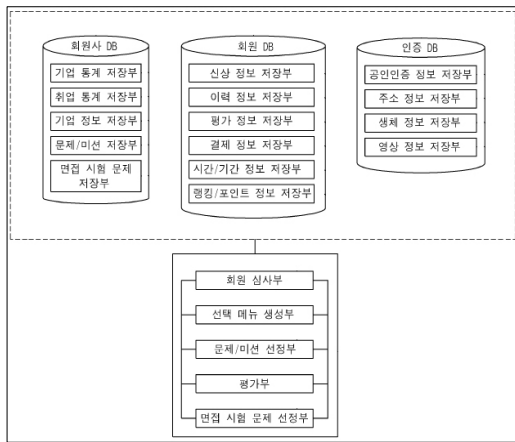 회원사 DB
기업 통계 저장부
취업 통계 저장부
기업 정보 저장부
문제/미션 저장부
면접 시험 문제
저장부
회원 DB
신상 정보 저장부
이력 정보 저장부
평가 정보 저장부
결제 정보 저장부
시간/기간 정보 저장부
랭킹/포인트 정보 저장부
인증 DB
공인인증 정보 저장부
주소 정보 저장부
생체 정보 저장부
영상 정보 저장부
회원 심사부
선택 메뉴 생성부
문제/미션 선정부
평가부
면접 시험 문제 선정부